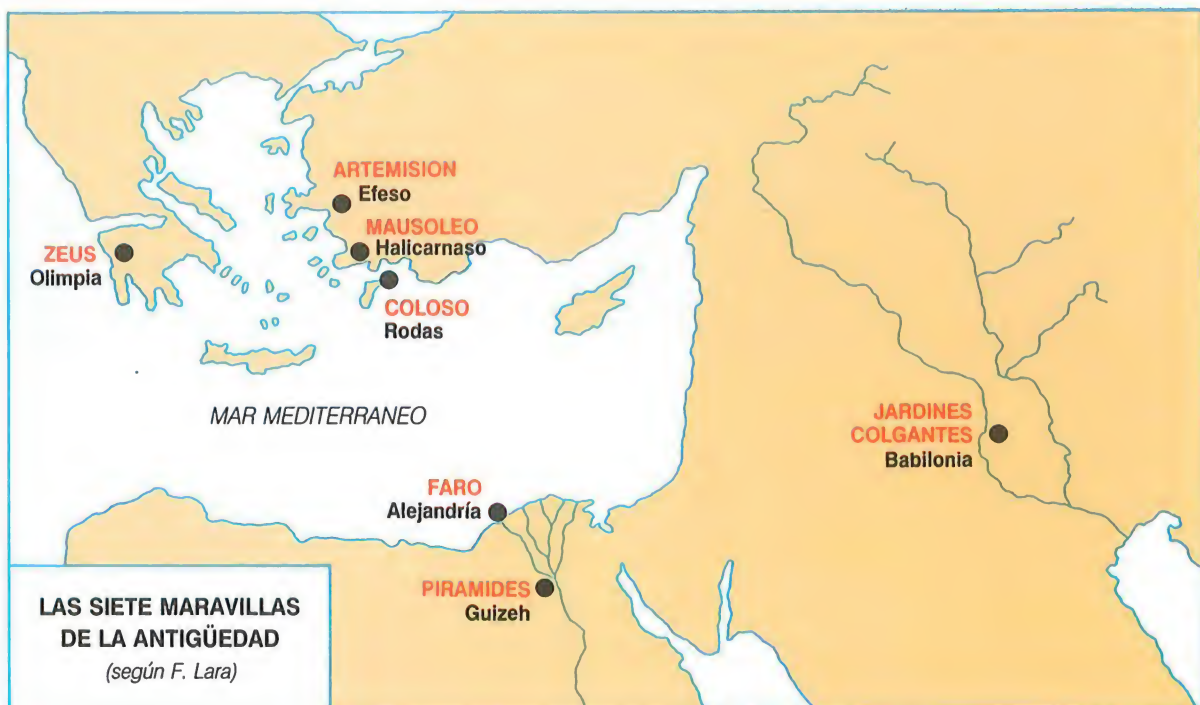 ARTEMISION
Efeso
MAUSOLEO
Halicarnaso
ZEUS
Olimpia
COLOSO
Rodas
MAR MEDITERRANEO
JARDINES
COLGANTES
Babilonia
FARO
Alejandría
PIRAMIDES
Guizeh
LAS SIETE MARAVILLAS
DE LA ANTIGÜEDAD
(según F. Lara)